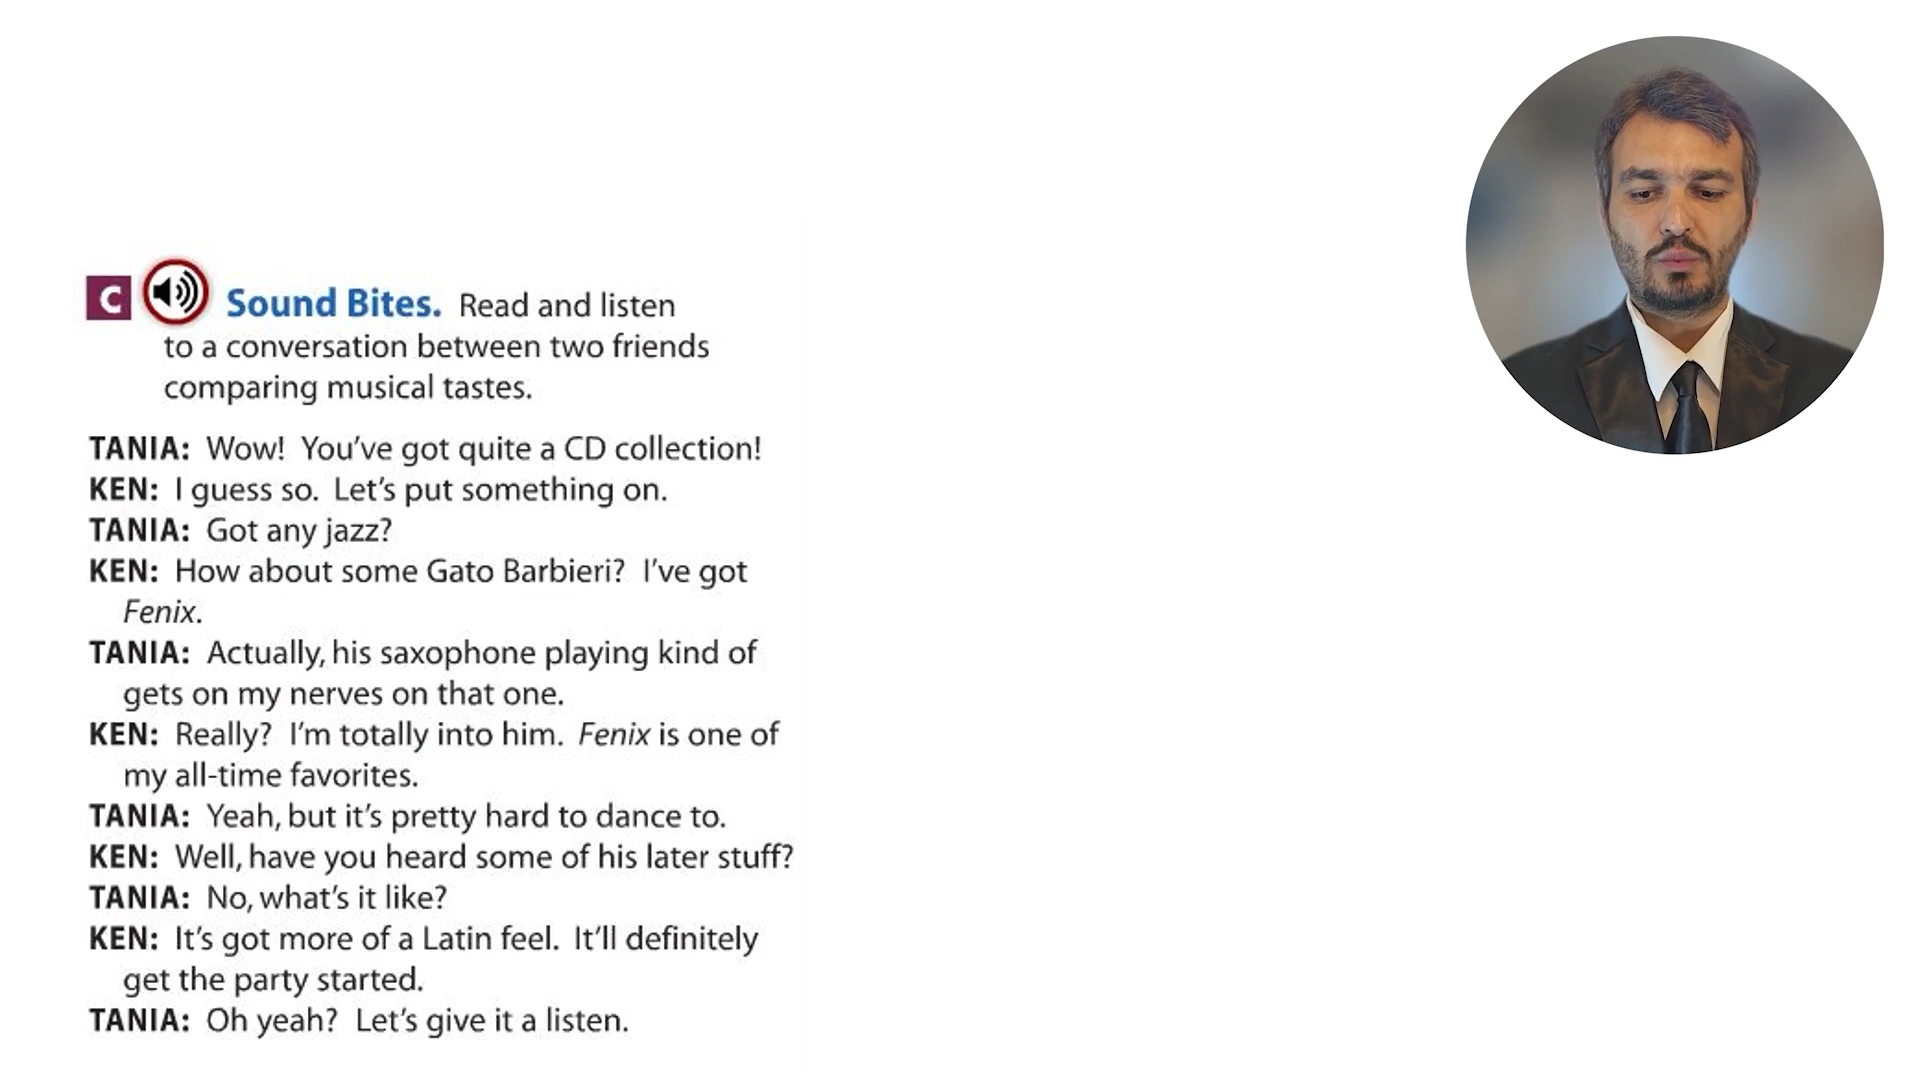 C Sound Bites. Read and listen
to a conversation between two friends
comparing musical tastes.
TANIA: Wow! You've got quite a CD collection!
KEN: I guess so. Let's put something on.
TANIA: Got any jazz?
KEN: How about some Gato Barbieri? I've got
Fenix.
TANIA: Actually, his saxophone playing kind of
gets on my nerves on that one.
KEN: Really? I'm totally into him. Fenix is one of
my all-time favorites.
TANIA: Yeah, but it's pretty hard to dance to.
KEN: Well, have you heard some of his later stuff?
TANIA: No, what's it like?
KEN: It's got more of a Latin feel. It'll definitely
get the party started.
TANIA: Oh yeah? Let's give it a listen.